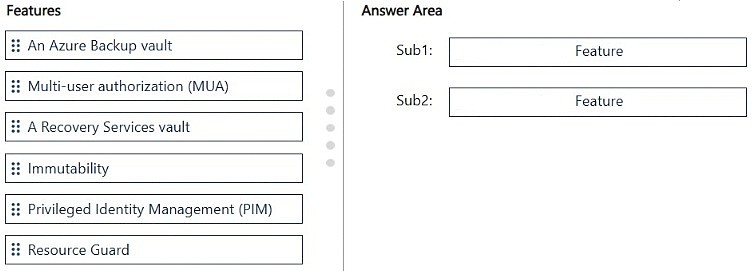 Features
An Azure Backup vault
Multi-user authorization (MUA)
A Recovery Services vault
Immutability
Privileged Identity Management (PIM)
Resource Guard
Answer Area
Sub1: Feature
Sub2: Feature